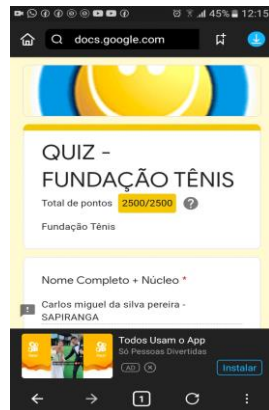 45% 12:15
docs.google.com
QUIZ -
FUNDAÇÃO TÊNIS
Total de pontos 2500/2500 ?
Fundação Tênis
Nome Completo + Núcleo *
Carlos miguel da silva pereira -
SAPIRANGA
Todos Usam o App
Só Pessoas Divertidas
AD
Instalar
1